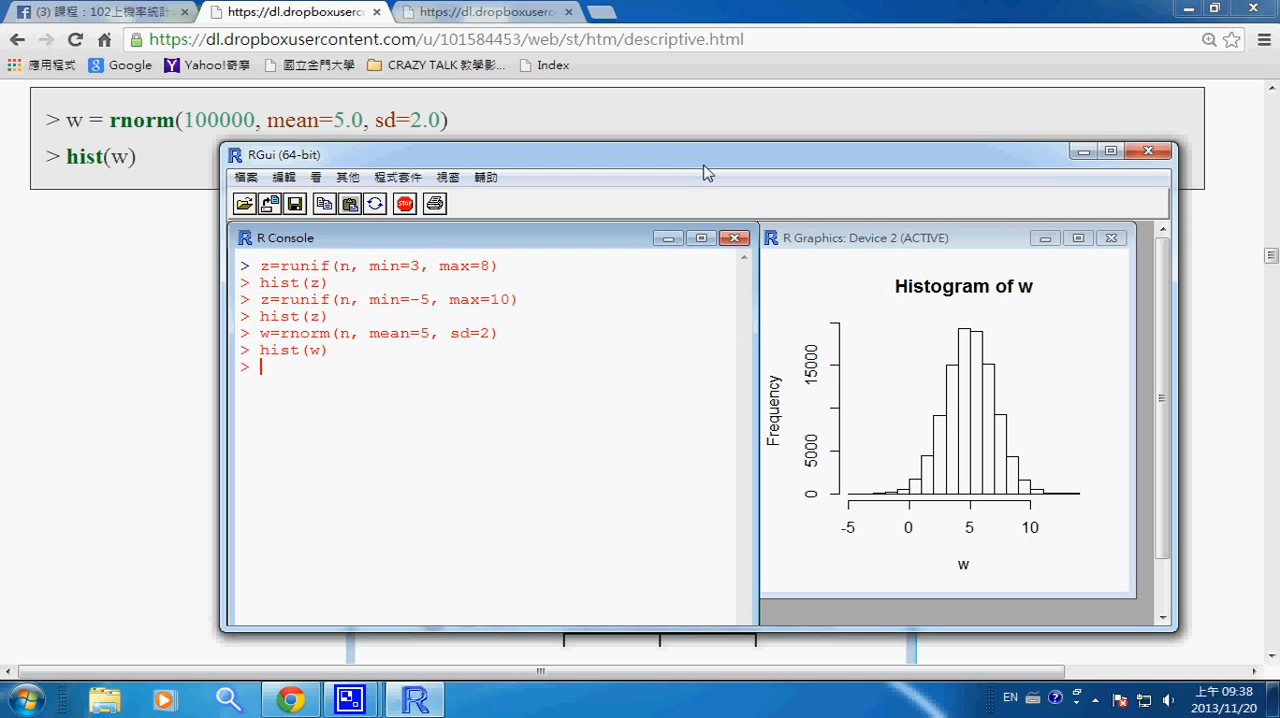 (3) 課程：102上機率統計
https://dl.dropboxuserc
https://dl.dropboxuserc
https://dl.dropboxusercontent.com/u/101584453/web/st/htm/descriptive.html
應用程式 Google Yahoo!奇摩 國立金門大學 CRAZY TALK 教學影... Index
> w = rnorm(100000, mean=5.0, sd=2.0)
> hist(w)
RGui (64-bit)
檔案 編輯 看 其他 程式套件 視窗 輔助
STOP
R Console
> z=runif(n, min=3, max=8)
> hist(z)
> z=runif(n, min=-5, max=10)
> hist(z)
> w=rnorm(n, mean=5, sd=2)
> hist(w)
>
R Graphics: Device 2 (ACTIVE)
Histogram of w
Frequency
15000
5000
0
-5 0 5 10
w
EN
上午 09:38
2013/11/20